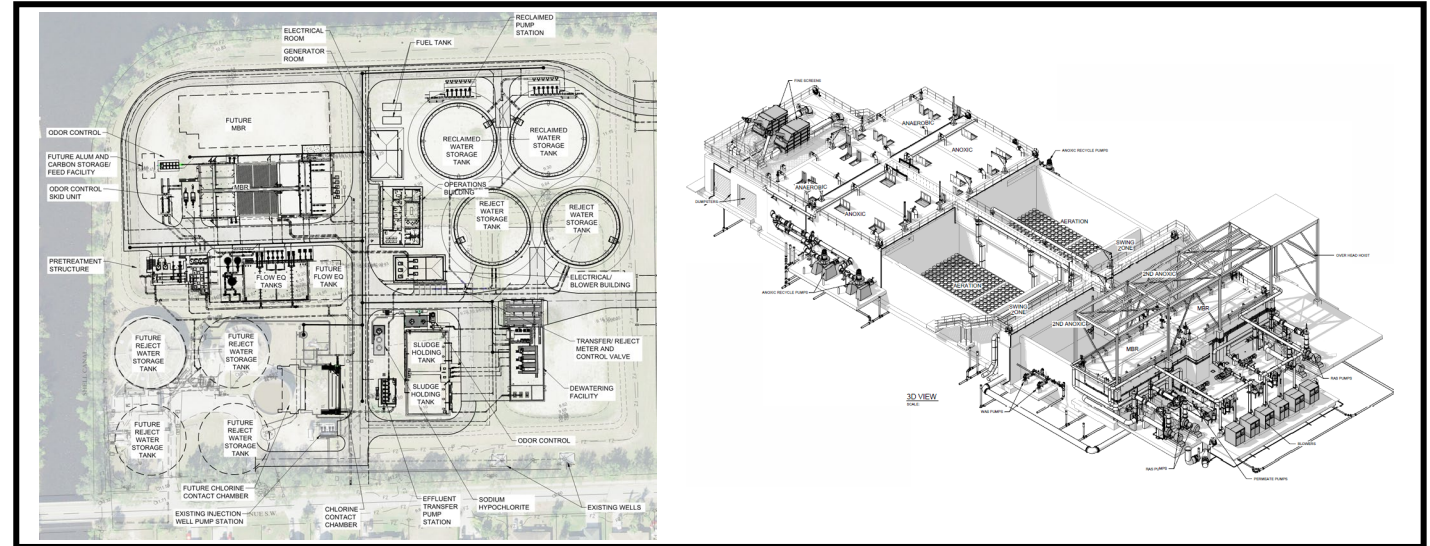 RECLAIMED
PUMP
STATION
ELECTRICAL
ROOM
FUEL TANK
GENERATOR
ROOM
FUTURE
MBR
ODOR CONTROL
RECLAIMED
WATER
STORAGE
TANK
RECLAIMED
WATER
STORAGE
TANK
FUTURE ALUM AND
CARBON STORAGE/
FEED FACILITY
MBR
OPERATIONS
BUILDING
ODOR CONTROL
SKID UNIT
REJECT
WATER
STORAGE
TANK
REJECT
WATER
STORAGE
TANK
PRETREATMENT
STRUCTURE
FLOW EQ
TANKS
FUTURE
FLOW EQ
TANK
ELECTRICAL/
BLOWER BUILDING
FUTURE
REJECT
WATER
STORAGE
TANK
FUTURE
REJECT
WATER
STORAGE
TANK
SLUDGE
HOLDING
TANK
TRANSFER/ REJECT
METER AND
CONTROL VALVE
SLUDGE
HOLDING
TANK
DEWATERING
FACILITY
FUTURE
REJECT
WATER
STORAGE
TANK
FUTURE
REJECT
WATER
STORAGE
TANK
ODOR CONTROL
FUTURE CHLORINE
CONTACT CHAMBER
EXISTING INJECTION
WELL PUMP STATION
CHLORINE
CONTACT
CHAMBER
EFFLUENT
TRANSFER
PUMP
STATION
SODIUM
HYPOCHLORITE
EXISTING WELLS
FINE SCREENS
ANAEROBIC
ANOXIC
ANOXIC RECYCLE PUMPS
ANAEROBIC
DUMPSTERS
ANOXIC
AERATION
SWING
ZONE
OVER HEAD HOIST
2ND ANOXIC
ANOXIC RECYCLE PUMPS
AERATION
SWING
ZONE
MBR
2ND ANOXIC
MBR
RAS PUMPS
3D VIEW
SCALE:
WAS PUMPS
BLOWERS
RAS PUMPS
PERMEATE PUMPS